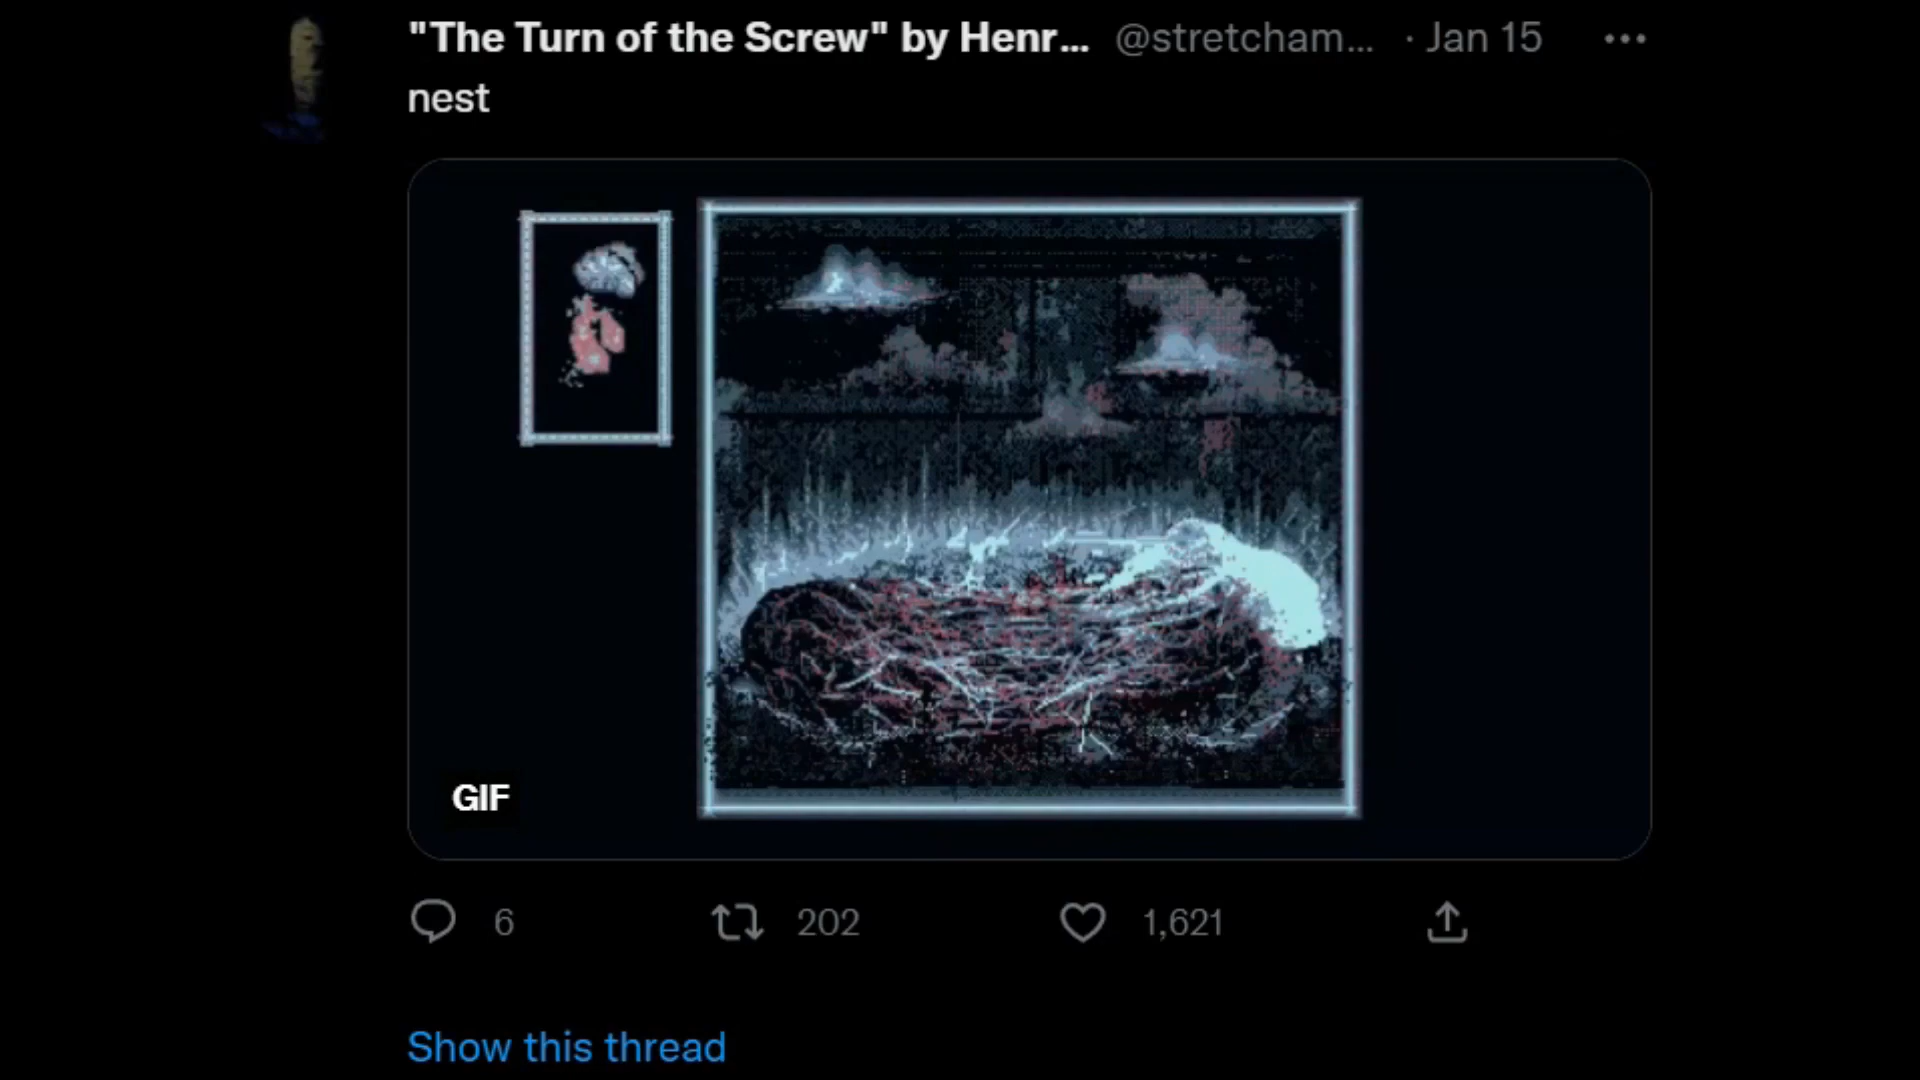 "The Turn of the Screw" by Henr... @stretcham... · Jan 15
nest
GIF
6 202 1,621
Show this thread